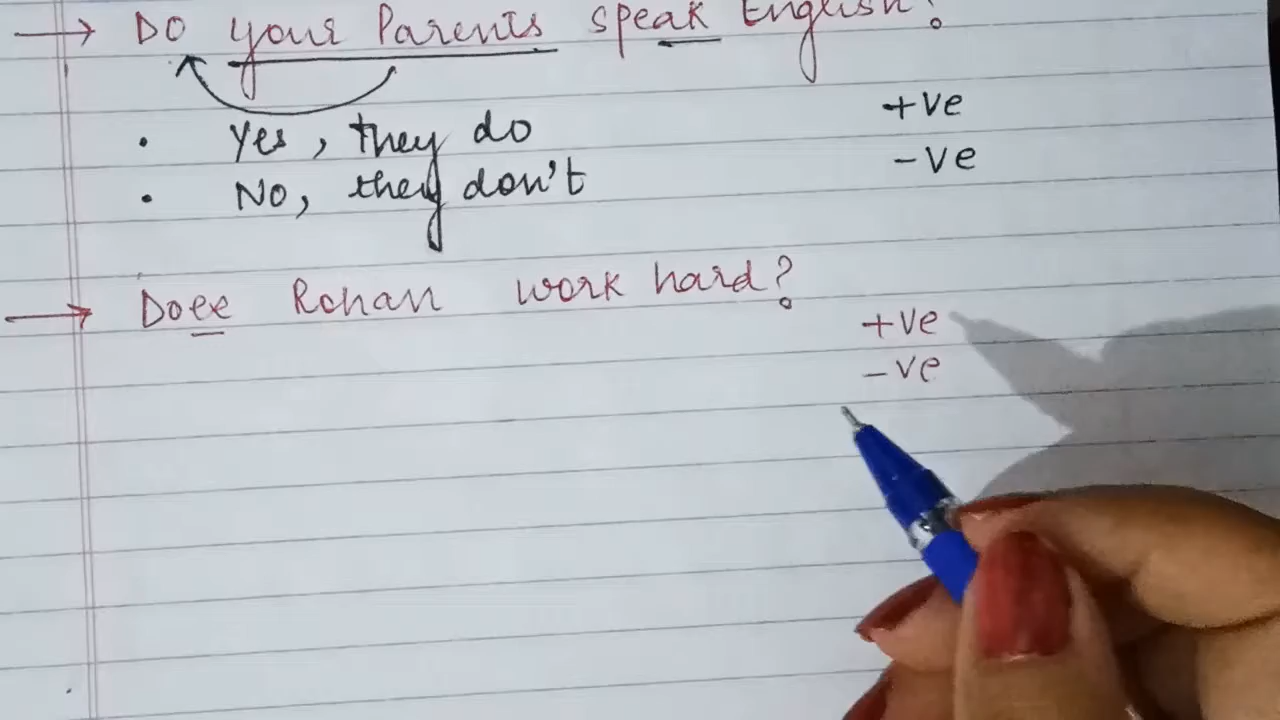 → Do your Parents speak English?
• Yes, they do +ve
• No, they don't -ve
→ Does Rohan work hard?
+ve
-ve